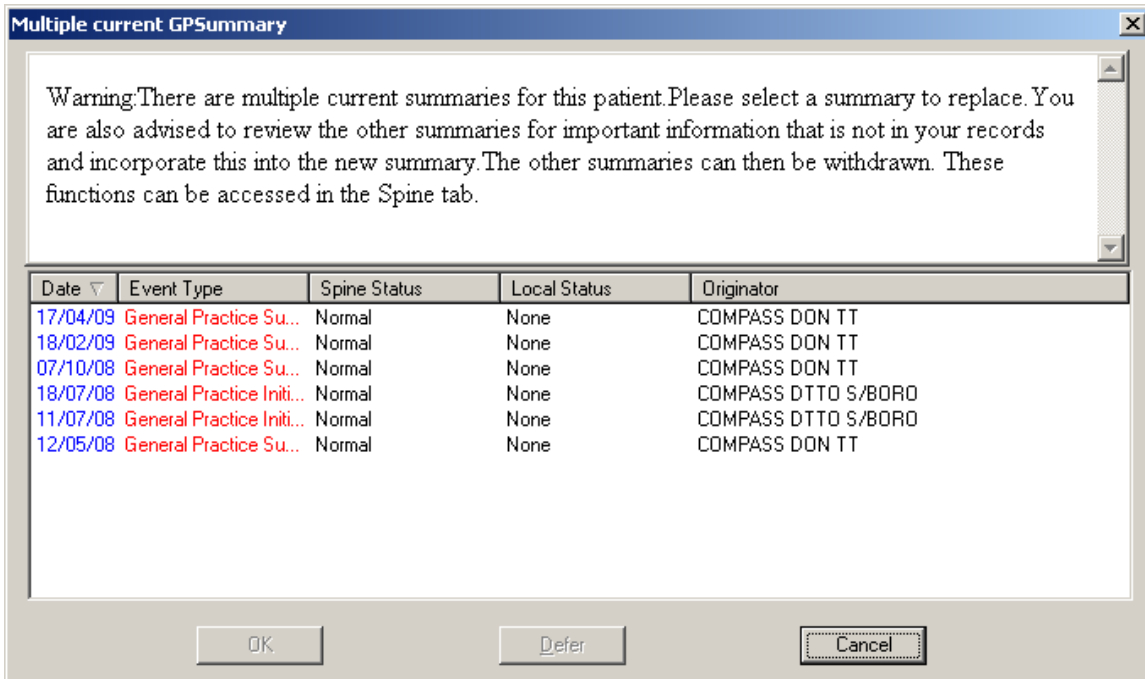 Multiple current GPSummary
Warning:There are multiple current summaries for this patient.Please select a summary to replace. You
are also advised to review the other summaries for important information that is not in your records
and incorporate this into the new summary.The other summaries can then be withdrawn. These
functions can be accessed in the Spine tab.
Date Event Type Spine Status Local Status Originator
17/04/09 General Practice Su... Normal None COMPASS DON TT
18/02/09 General Practice Su... Normal None COMPASS DON TT
07/10/08 General Practice Su... Normal None COMPASS DON TT
18/07/08 General Practice Initi... Normal None COMPASS DTTO S/BORO
11/07/08 General Practice Initi... Normal None COMPASS DTTO S/BORO
12/05/08 General Practice Su... Normal None COMPASS DON TT
OK Defer Cancel